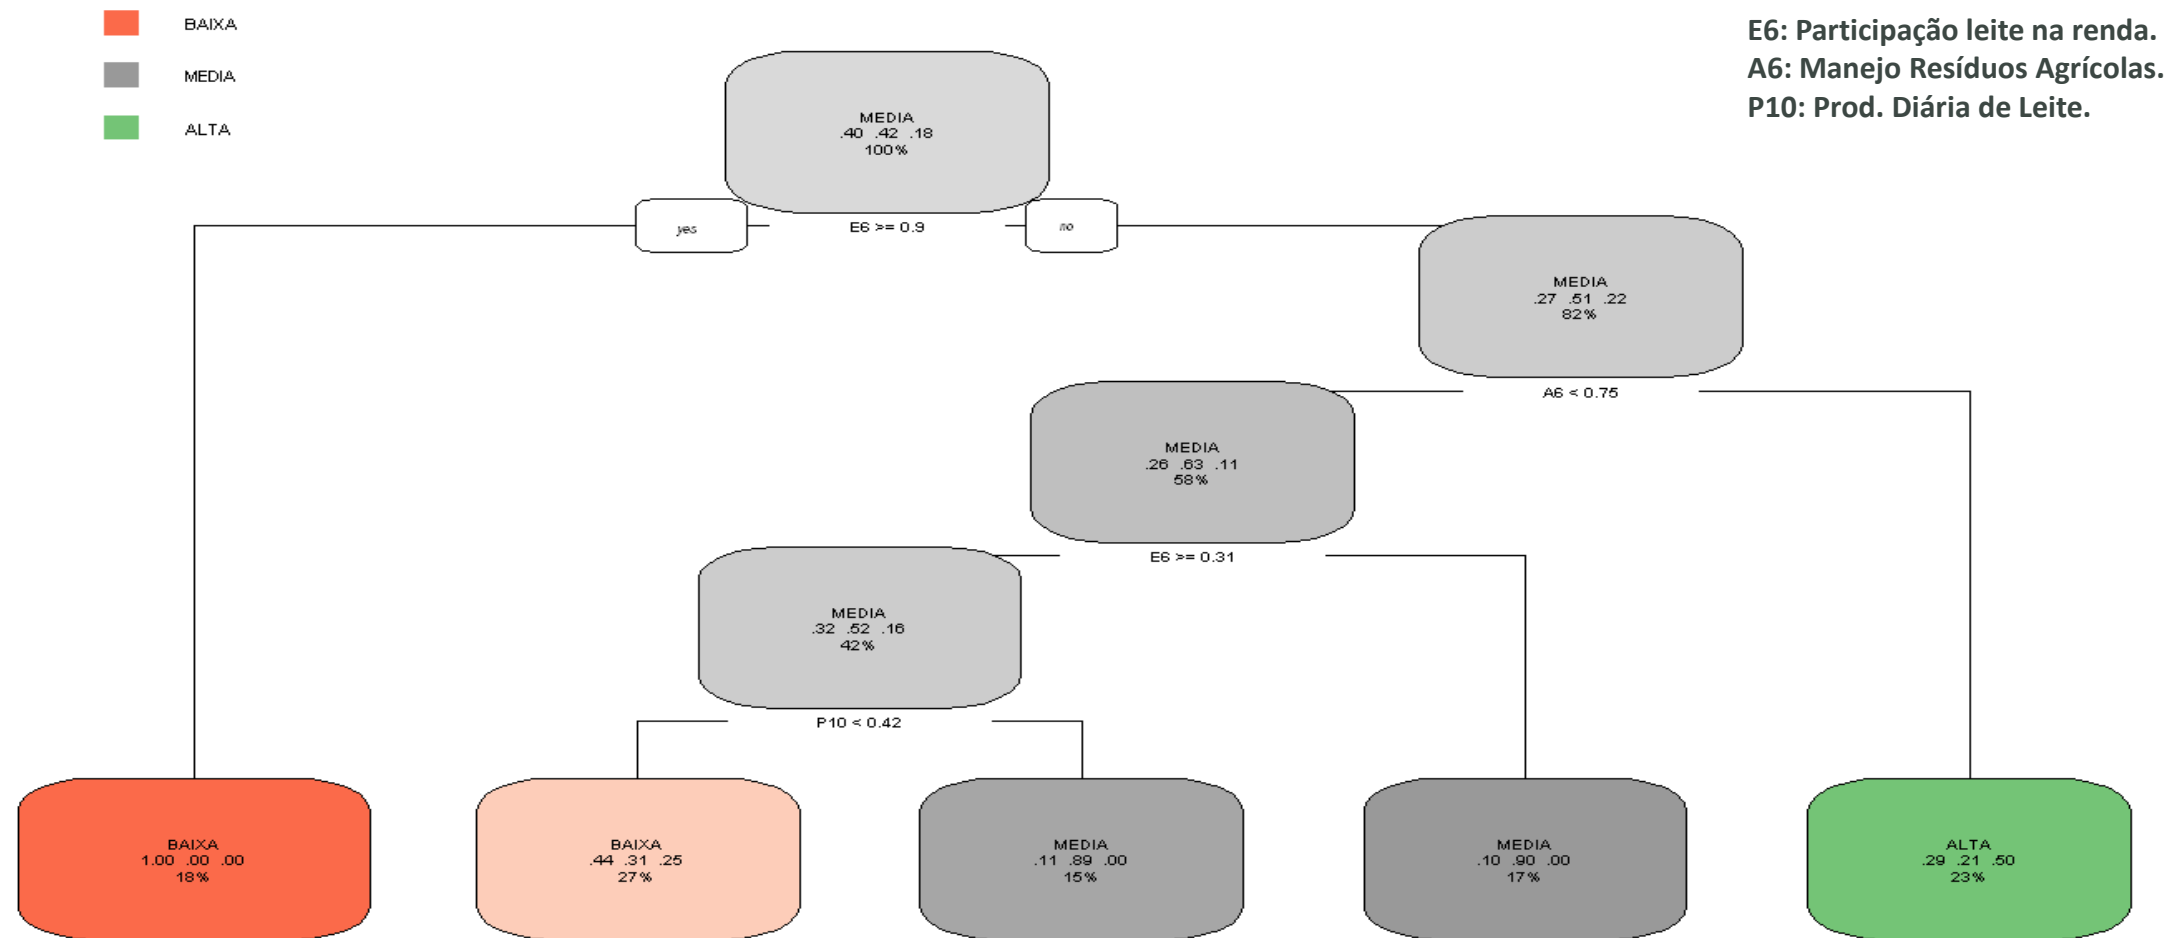 BAIXA
MEDIA
ALTA
E6: Participação leite na renda.
A6: Manejo Resíduos Agrícolas.
P10: Prod. Diária de Leite.
MEDIA
.40 .42 .18
100%
yes
E6 >= 0.9
no
MEDIA
.27 .51 .22
82%
A6 < 0.75
MEDIA
.26 .63 .11
58%
E6 >= 0.31
MEDIA
.32 .52 .16
42%
P10 < 0.42
BAIXA
1.00 .00 .00
18%
BAIXA
.44 .31 .25
27%
MEDIA
.11 .89 .00
15%
MEDIA
.10 .90 .00
17%
ALTA
.29 .21 .50
23%